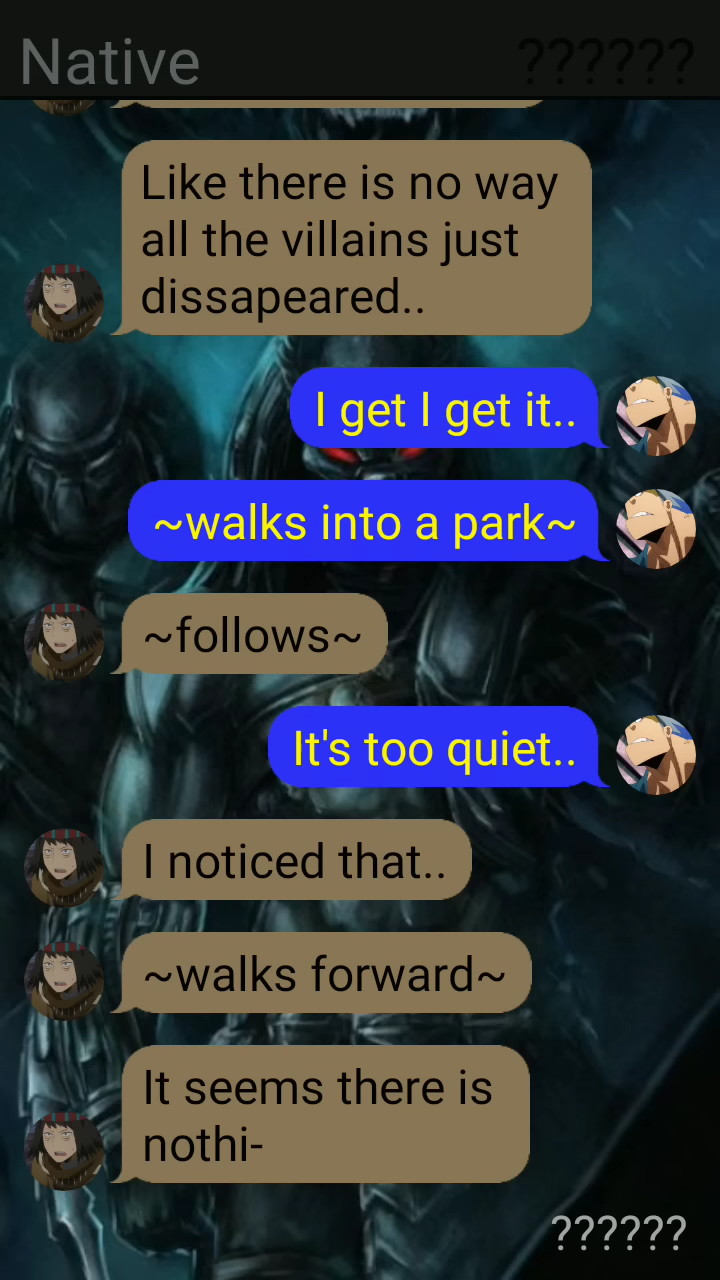 Native
??????
Like there is no way
all the villains just
dissapeared..
I get I get it..
~walks into a park~
~follows~
It's too quiet..
I noticed that..
~walks forward~
It seems there is
nothi-
??????